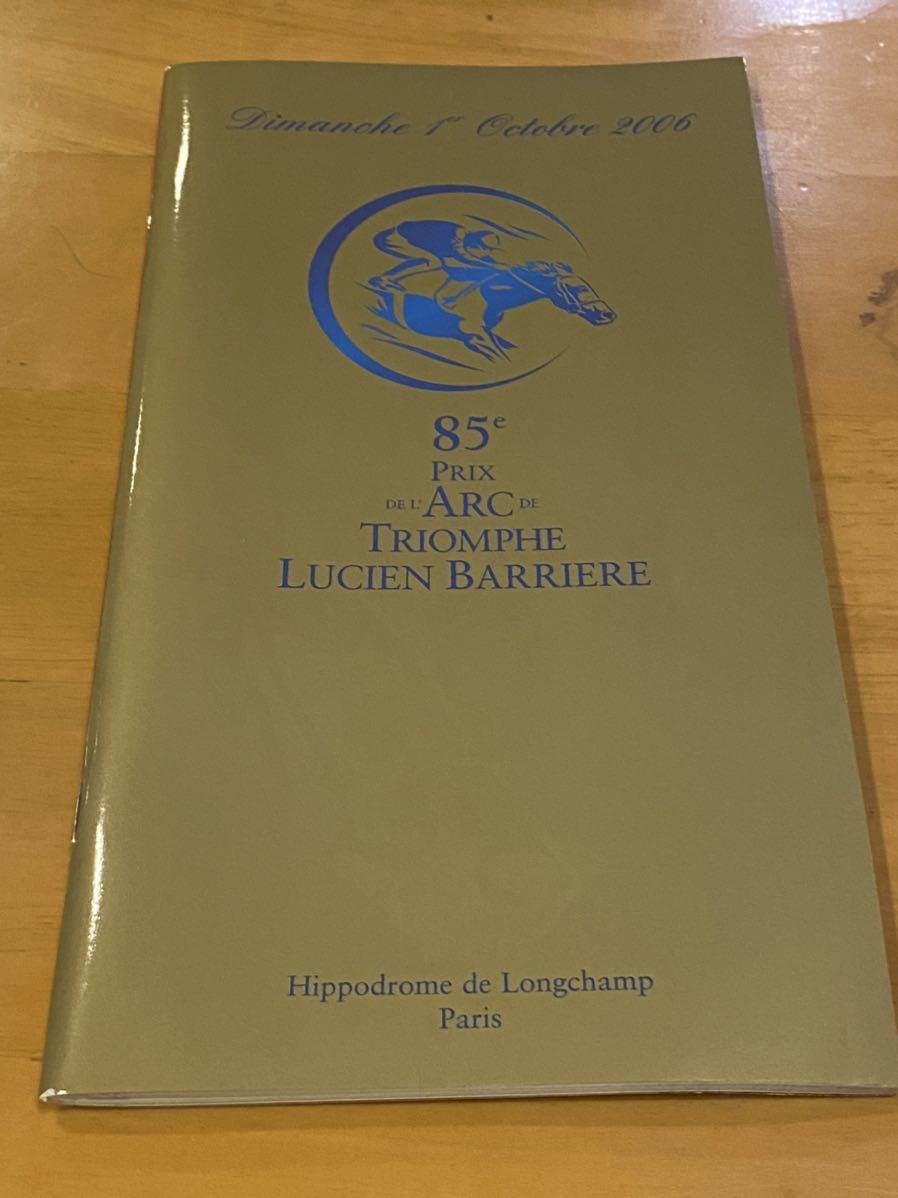 Dimanche 1er Octobre 2006
85e
PRIX
DE L'ARC DE
TRIOMPHE
LUCIEN BARRIERE
Hippodrome de Longchamp
Paris